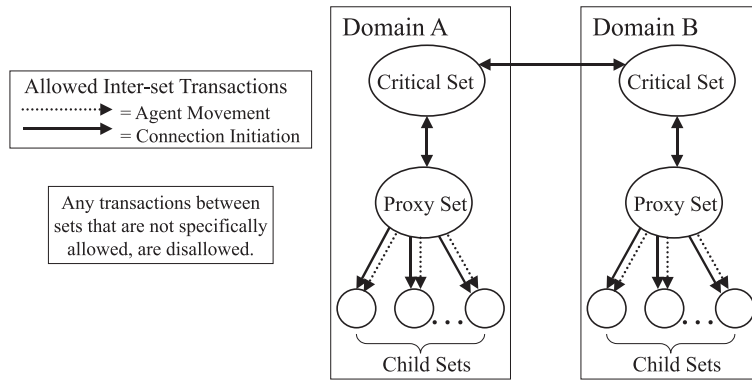 Domain A
Critical Set
Proxy Set
. . .
Child Sets
Domain B
Critical Set
Proxy Set
. . .
Child Sets
Allowed Inter-set Transactions
= Agent Movement
= Connection Initiation
Any transactions between
sets that are not specifically
allowed, are disallowed.